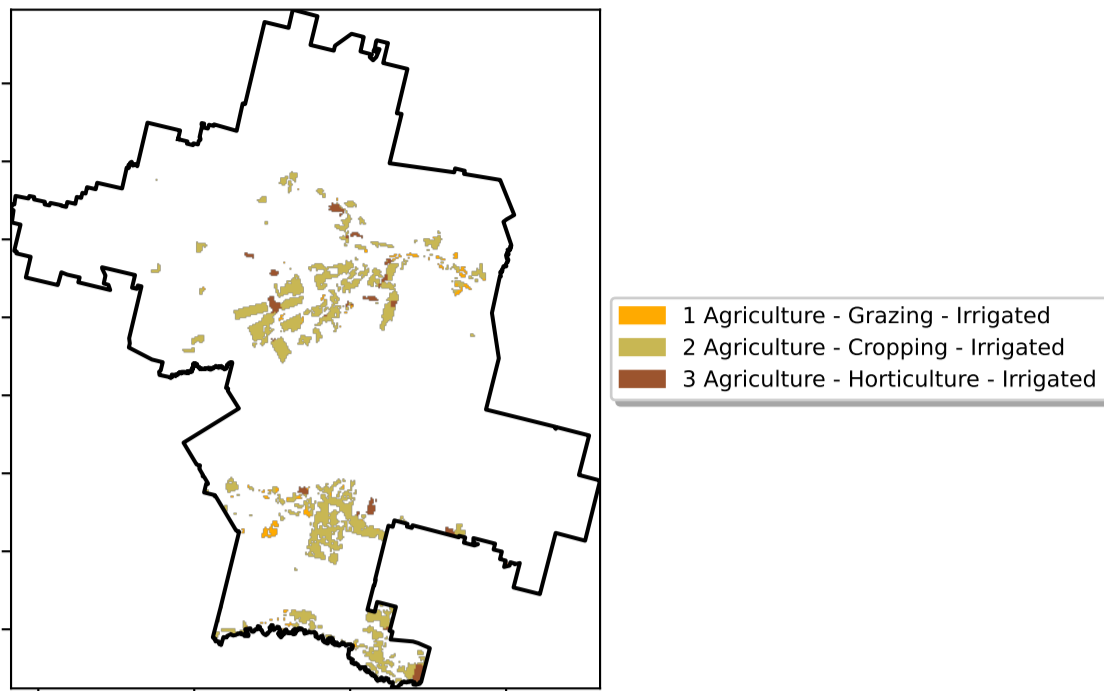 1 Agriculture - Grazing - Irrigated
2 Agriculture - Cropping - Irrigated
3 Agriculture - Horticulture - Irrigated